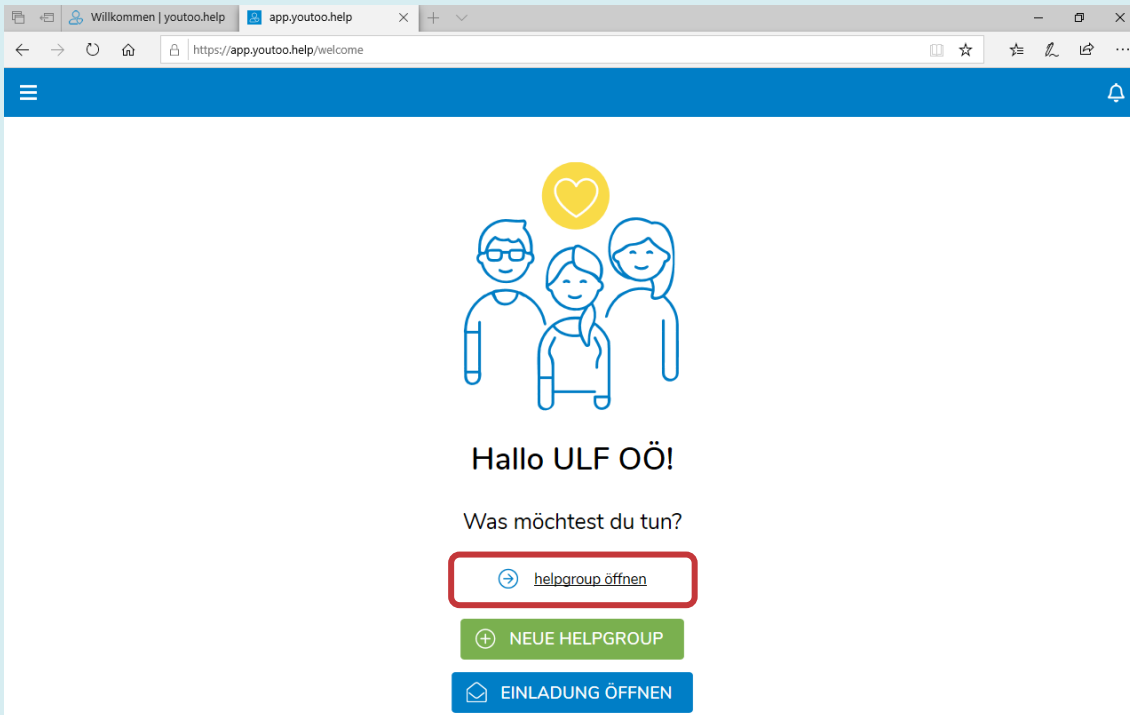 Willkommen | youtoo.help
app.youtoo.help
https://app.youtoo.help/welcome
Hallo ULF OÖ!
Was möchtest du tun?
helpgroup öffnen
NEUE HELPGROUP
EINLADUNG ÖFFNEN